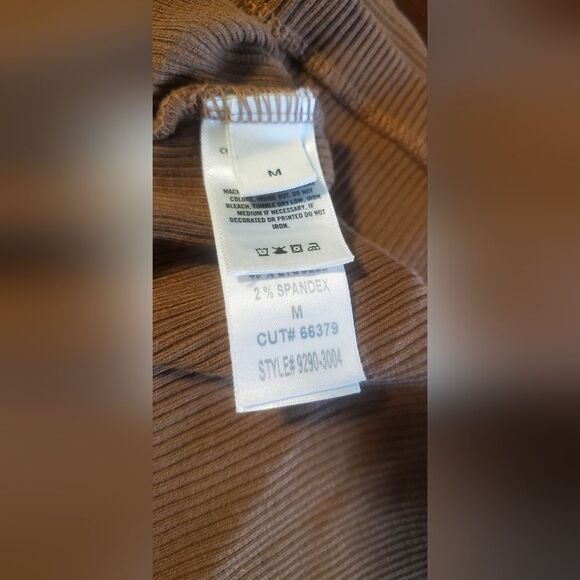 M
COLORS, INSIDE OUT. DO NOT
BLEACH, TUMBLE DRY LOW, IRON
MEDIUM IF NECESSARY, IF
DECORATED OR PRINTED DO NOT
IRON.
2 % SPANDEX
M
CUT# 66379
STYLE# 9290-3004